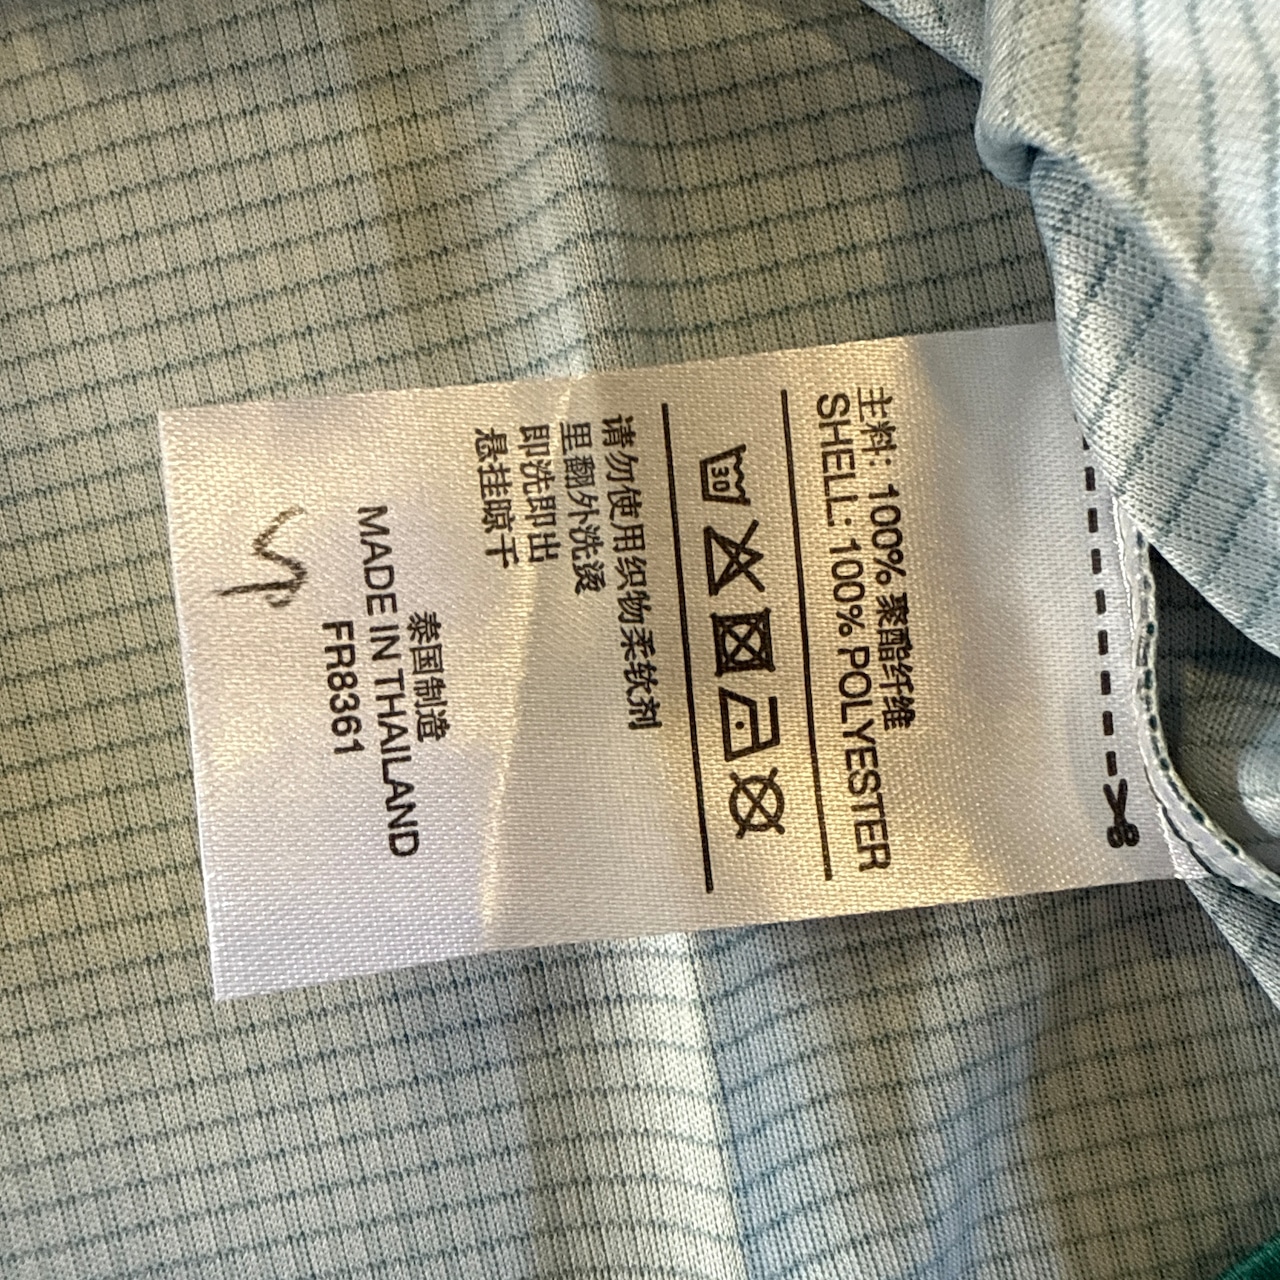 主料: 100% 聚酯纤维
SHELL: 100% POLYESTER
30
请勿使用织物柔软剂
里翻外洗烫
即洗即出
悬挂晾干
泰国制造
MADE IN THAILAND
FR8361